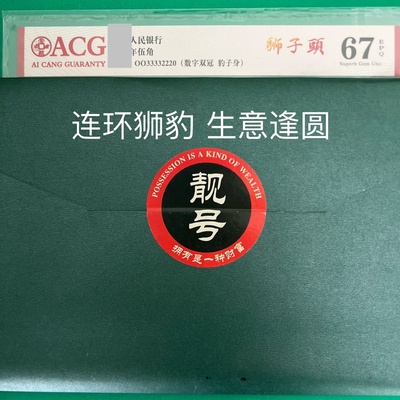 ACG
AI CANG GUARANTY
人民银行
年伍角
OO33332220（数字双冠 豹子身）
狮子頭
67
EPQ
Superb Gem Unc
连环狮豹 生意逢圆
POSSESSION IS A KIND OF WEALTH
靓号
拥有是一种财富